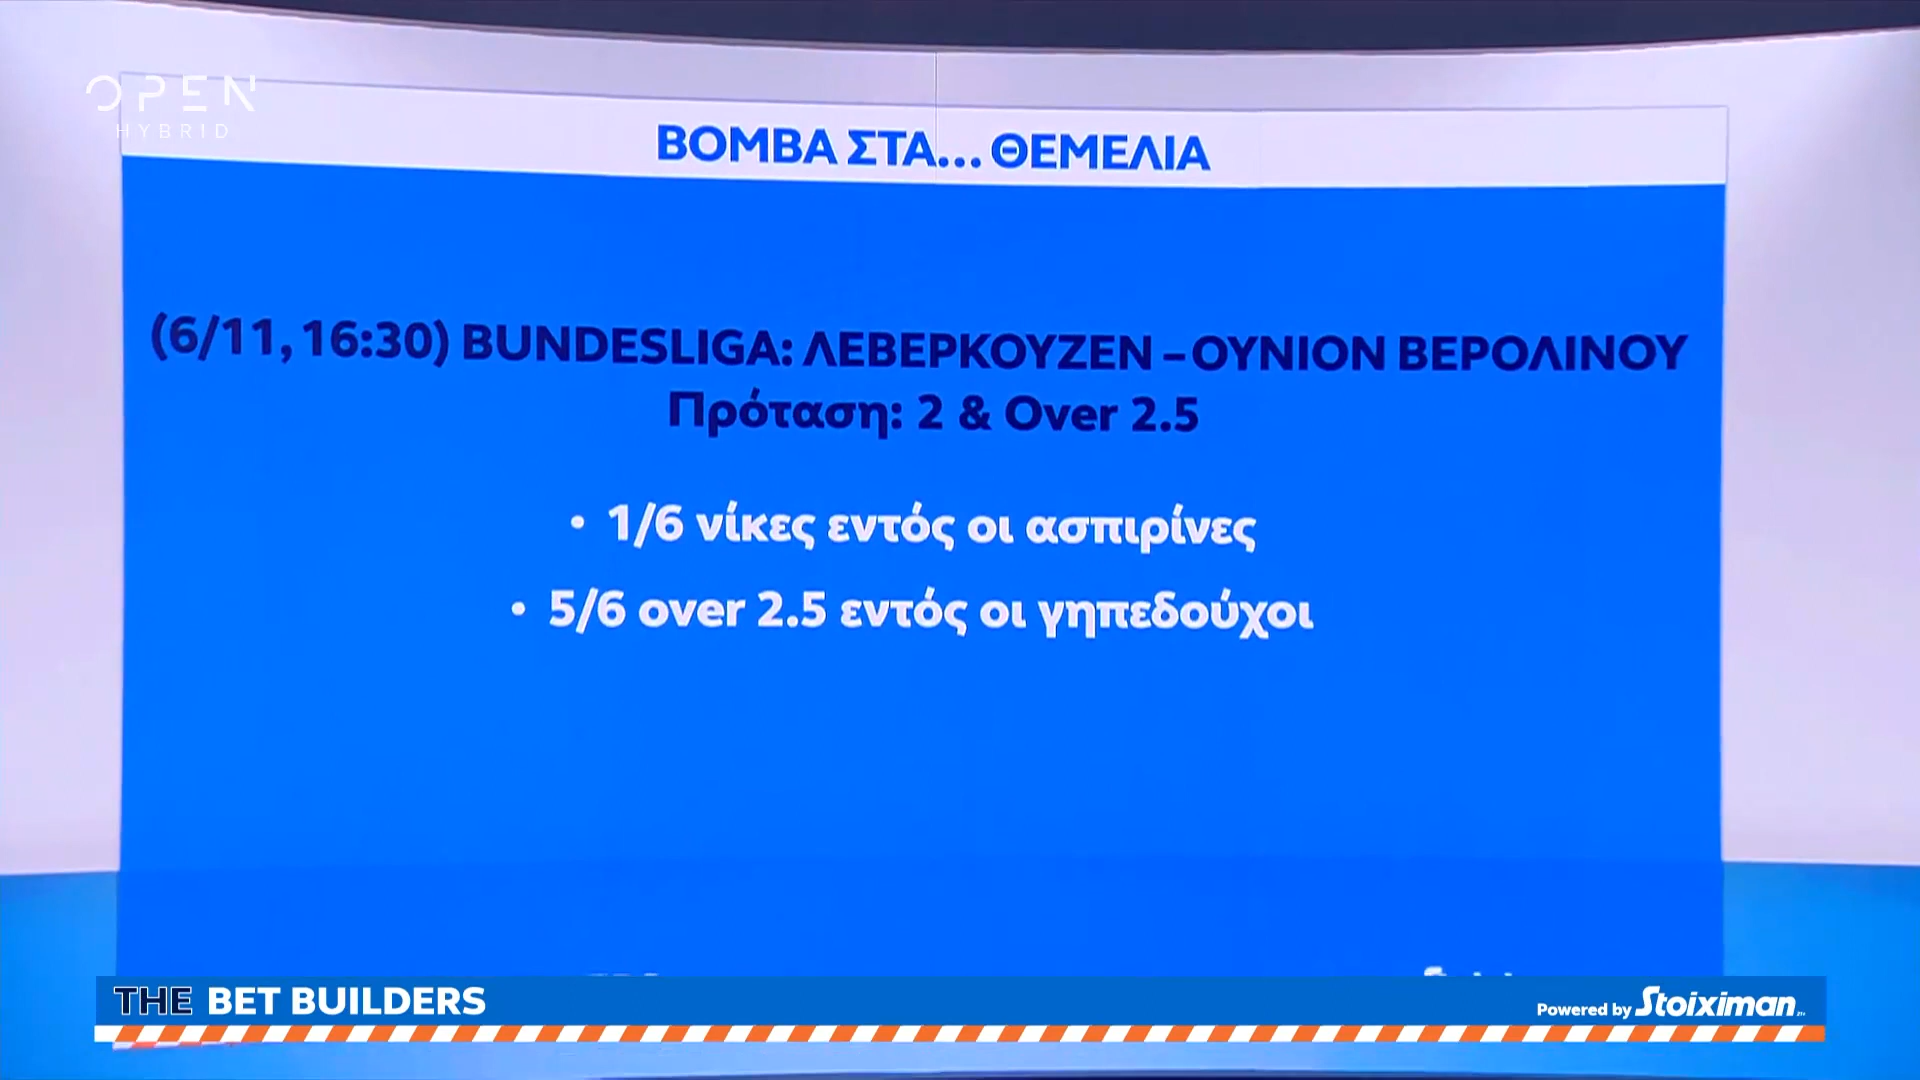 OPEN
HYBRID
ΒΟΜΒΑ ΣΤΑ... ΘΕΜΕΛΙΑ
(6/11, 16:30) BUNDESLIGA: ΛΕΒΕΡΚΟΥΖΕΝ – ΟΥΝΙΟΝ ΒΕΡΟΛΙΝΟΥ
Πρόταση: 2 & Over 2.5
• 1/6 νίκες εντός οι ασπιρίνες
• 5/6 over 2.5 εντός οι γηπεδούχοι
THE BET BUILDERS
Powered by Stoiximan